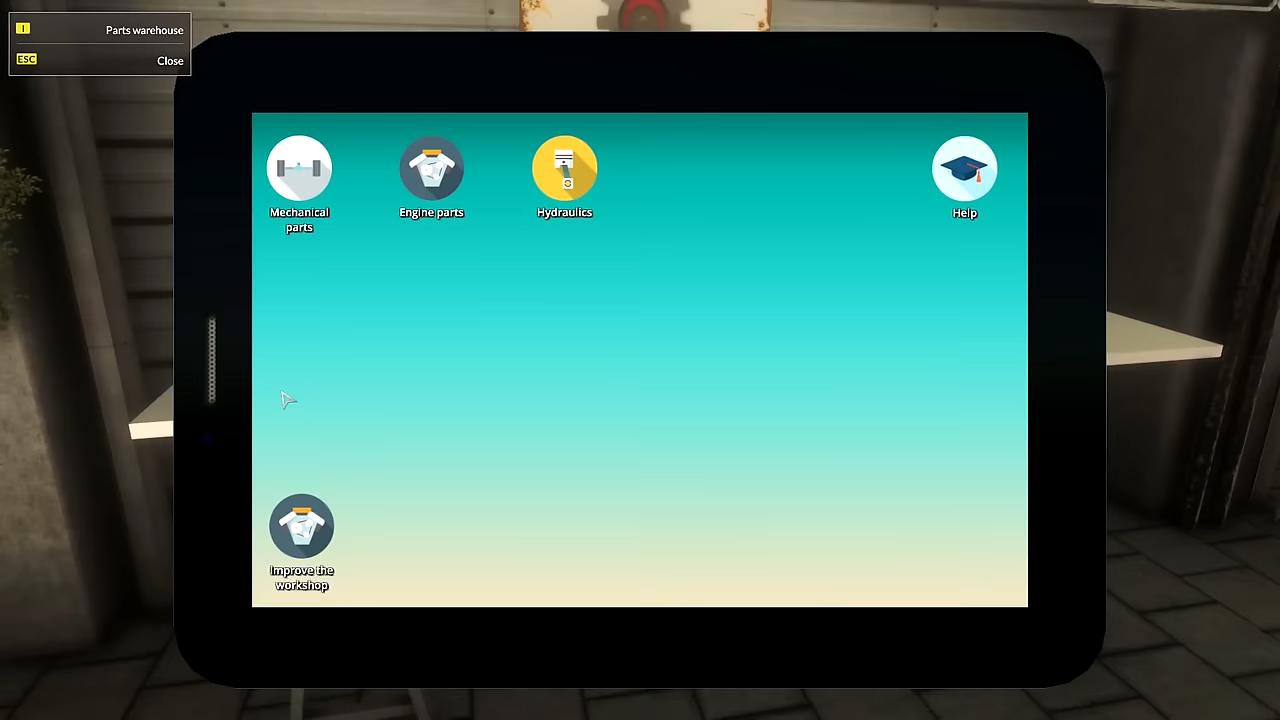 I Parts warehouse
ESC Close
Mechanical
parts
Engine parts
Hydraulics
Help
Improve the
workshop